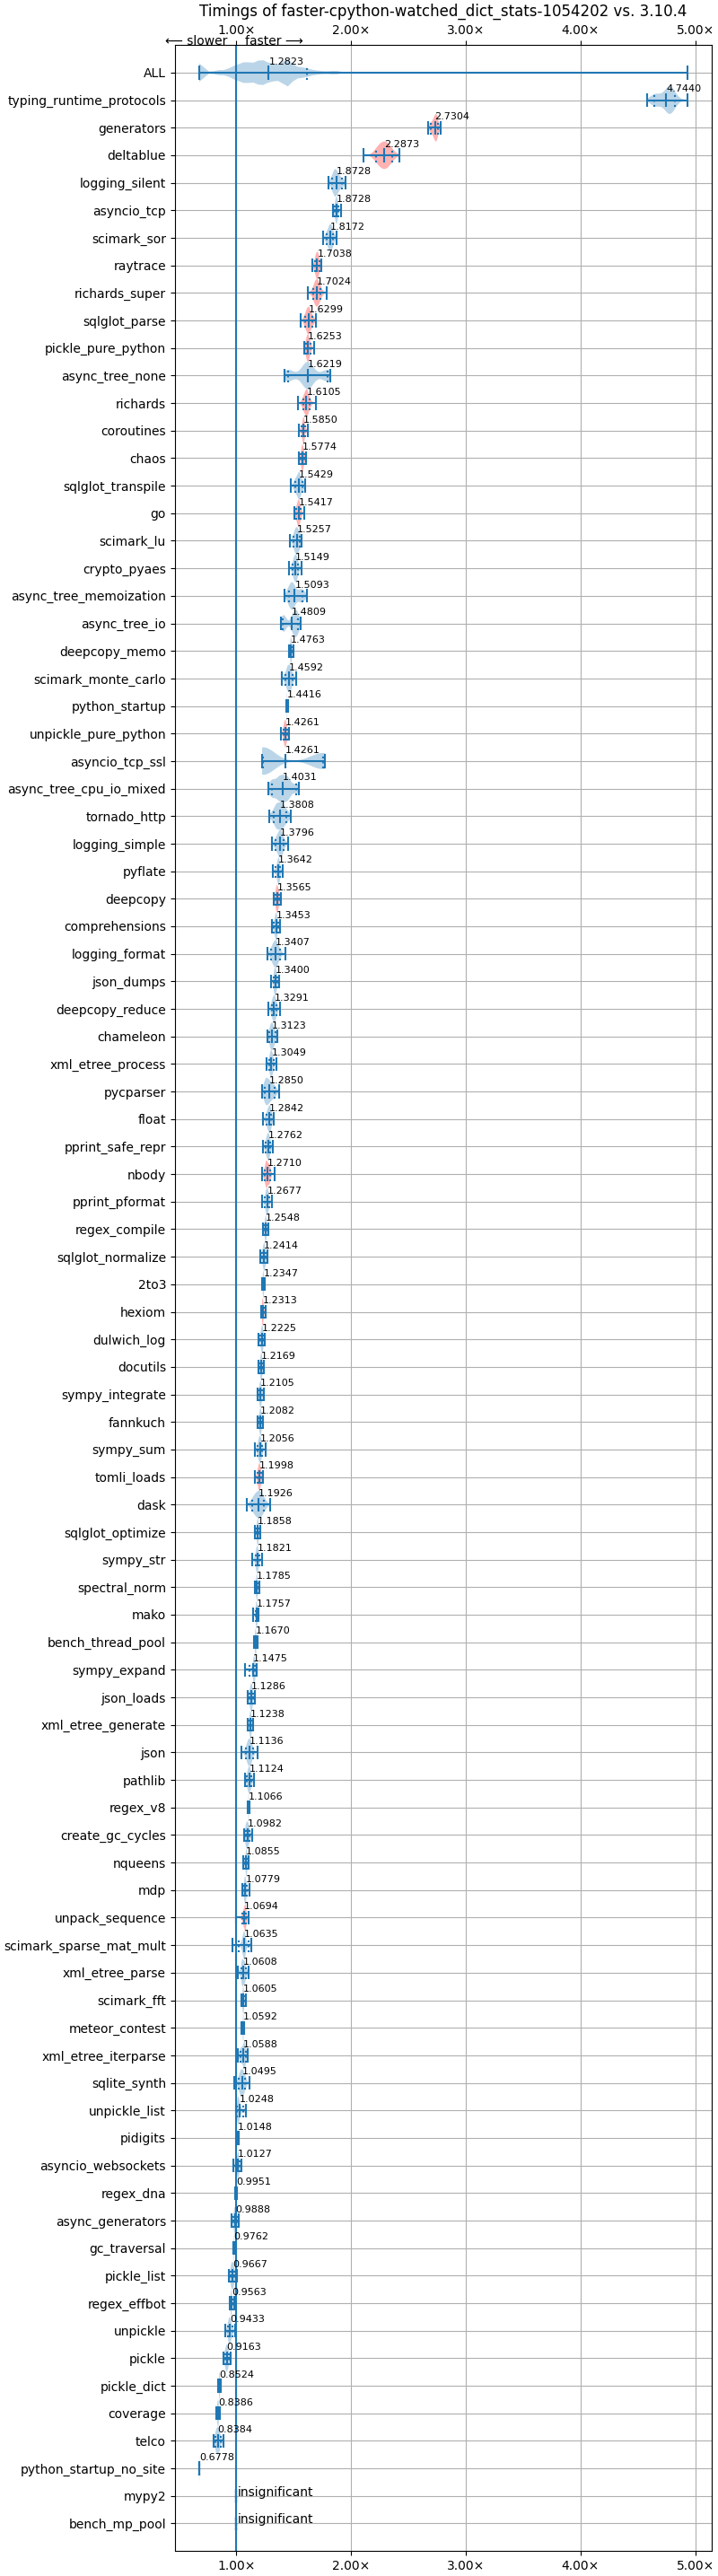 Timings of faster-cpython-watched_dict_stats-1054202 vs. 3.10.4
1.00× 2.00× 3.00× 4.00× 5.00×
⟵ slower faster ⟶
ALL 1.2823
typing_runtime_protocols 4.7440
generators 2.7304
deltablue 2.2873
logging_silent 1.8728
asyncio_tcp 1.8728
scimark_sor 1.8172
raytrace 1.7038
richards_super 1.7024
sqlglot_parse 1.6299
pickle_pure_python 1.6253
async_tree_none 1.6219
richards 1.6105
coroutines 1.5850
chaos 1.5774
sqlglot_transpile 1.5429
go 1.5417
scimark_lu 1.5257
crypto_pyaes 1.5149
async_tree_memoization 1.5093
async_tree_io 1.4809
deepcopy_memo 1.4763
scimark_monte_carlo 1.4592
python_startup 1.4416
unpickle_pure_python 1.4261
asyncio_tcp_ssl 1.4261
async_tree_cpu_io_mixed 1.4031
tornado_http 1.3808
logging_simple 1.3796
pyflate 1.3642
deepcopy 1.3565
comprehensions 1.3453
logging_format 1.3407
json_dumps 1.3400
deepcopy_reduce 1.3291
chameleon 1.3123
xml_etree_process 1.3049
pycparser 1.2850
float 1.2842
pprint_safe_repr 1.2762
nbody 1.2710
pprint_pformat 1.2677
regex_compile 1.2548
sqlglot_normalize 1.2414
2to3 1.2347
hexiom 1.2313
dulwich_log 1.2225
docutils 1.2169
sympy_integrate 1.2105
fannkuch 1.2082
sympy_sum 1.2056
tomli_loads 1.1998
dask 1.1926
sqlglot_optimize 1.1858
sympy_str 1.1821
spectral_norm 1.1785
mako 1.1757
bench_thread_pool 1.1670
sympy_expand 1.1475
json_loads 1.1286
xml_etree_generate 1.1238
json 1.1136
pathlib 1.1124
regex_v8 1.1066
create_gc_cycles 1.0982
nqueens 1.0855
mdp 1.0779
unpack_sequence 1.0694
scimark_sparse_mat_mult 1.0635
xml_etree_parse 1.0608
scimark_fft 1.0605
meteor_contest 1.0592
xml_etree_iterparse 1.0588
sqlite_synth 1.0495
unpickle_list 1.0248
pidigits 1.0148
asyncio_websockets 1.0127
regex_dna 0.9951
async_generators 0.9888
gc_traversal 0.9762
pickle_list 0.9667
regex_effbot 0.9563
unpickle 0.9433
pickle 0.9163
pickle_dict 0.8524
coverage 0.8386
telco 0.8384
python_startup_no_site 0.6778
mypy2 insignificant
bench_mp_pool insignificant
1.00× 2.00× 3.00× 4.00× 5.00×